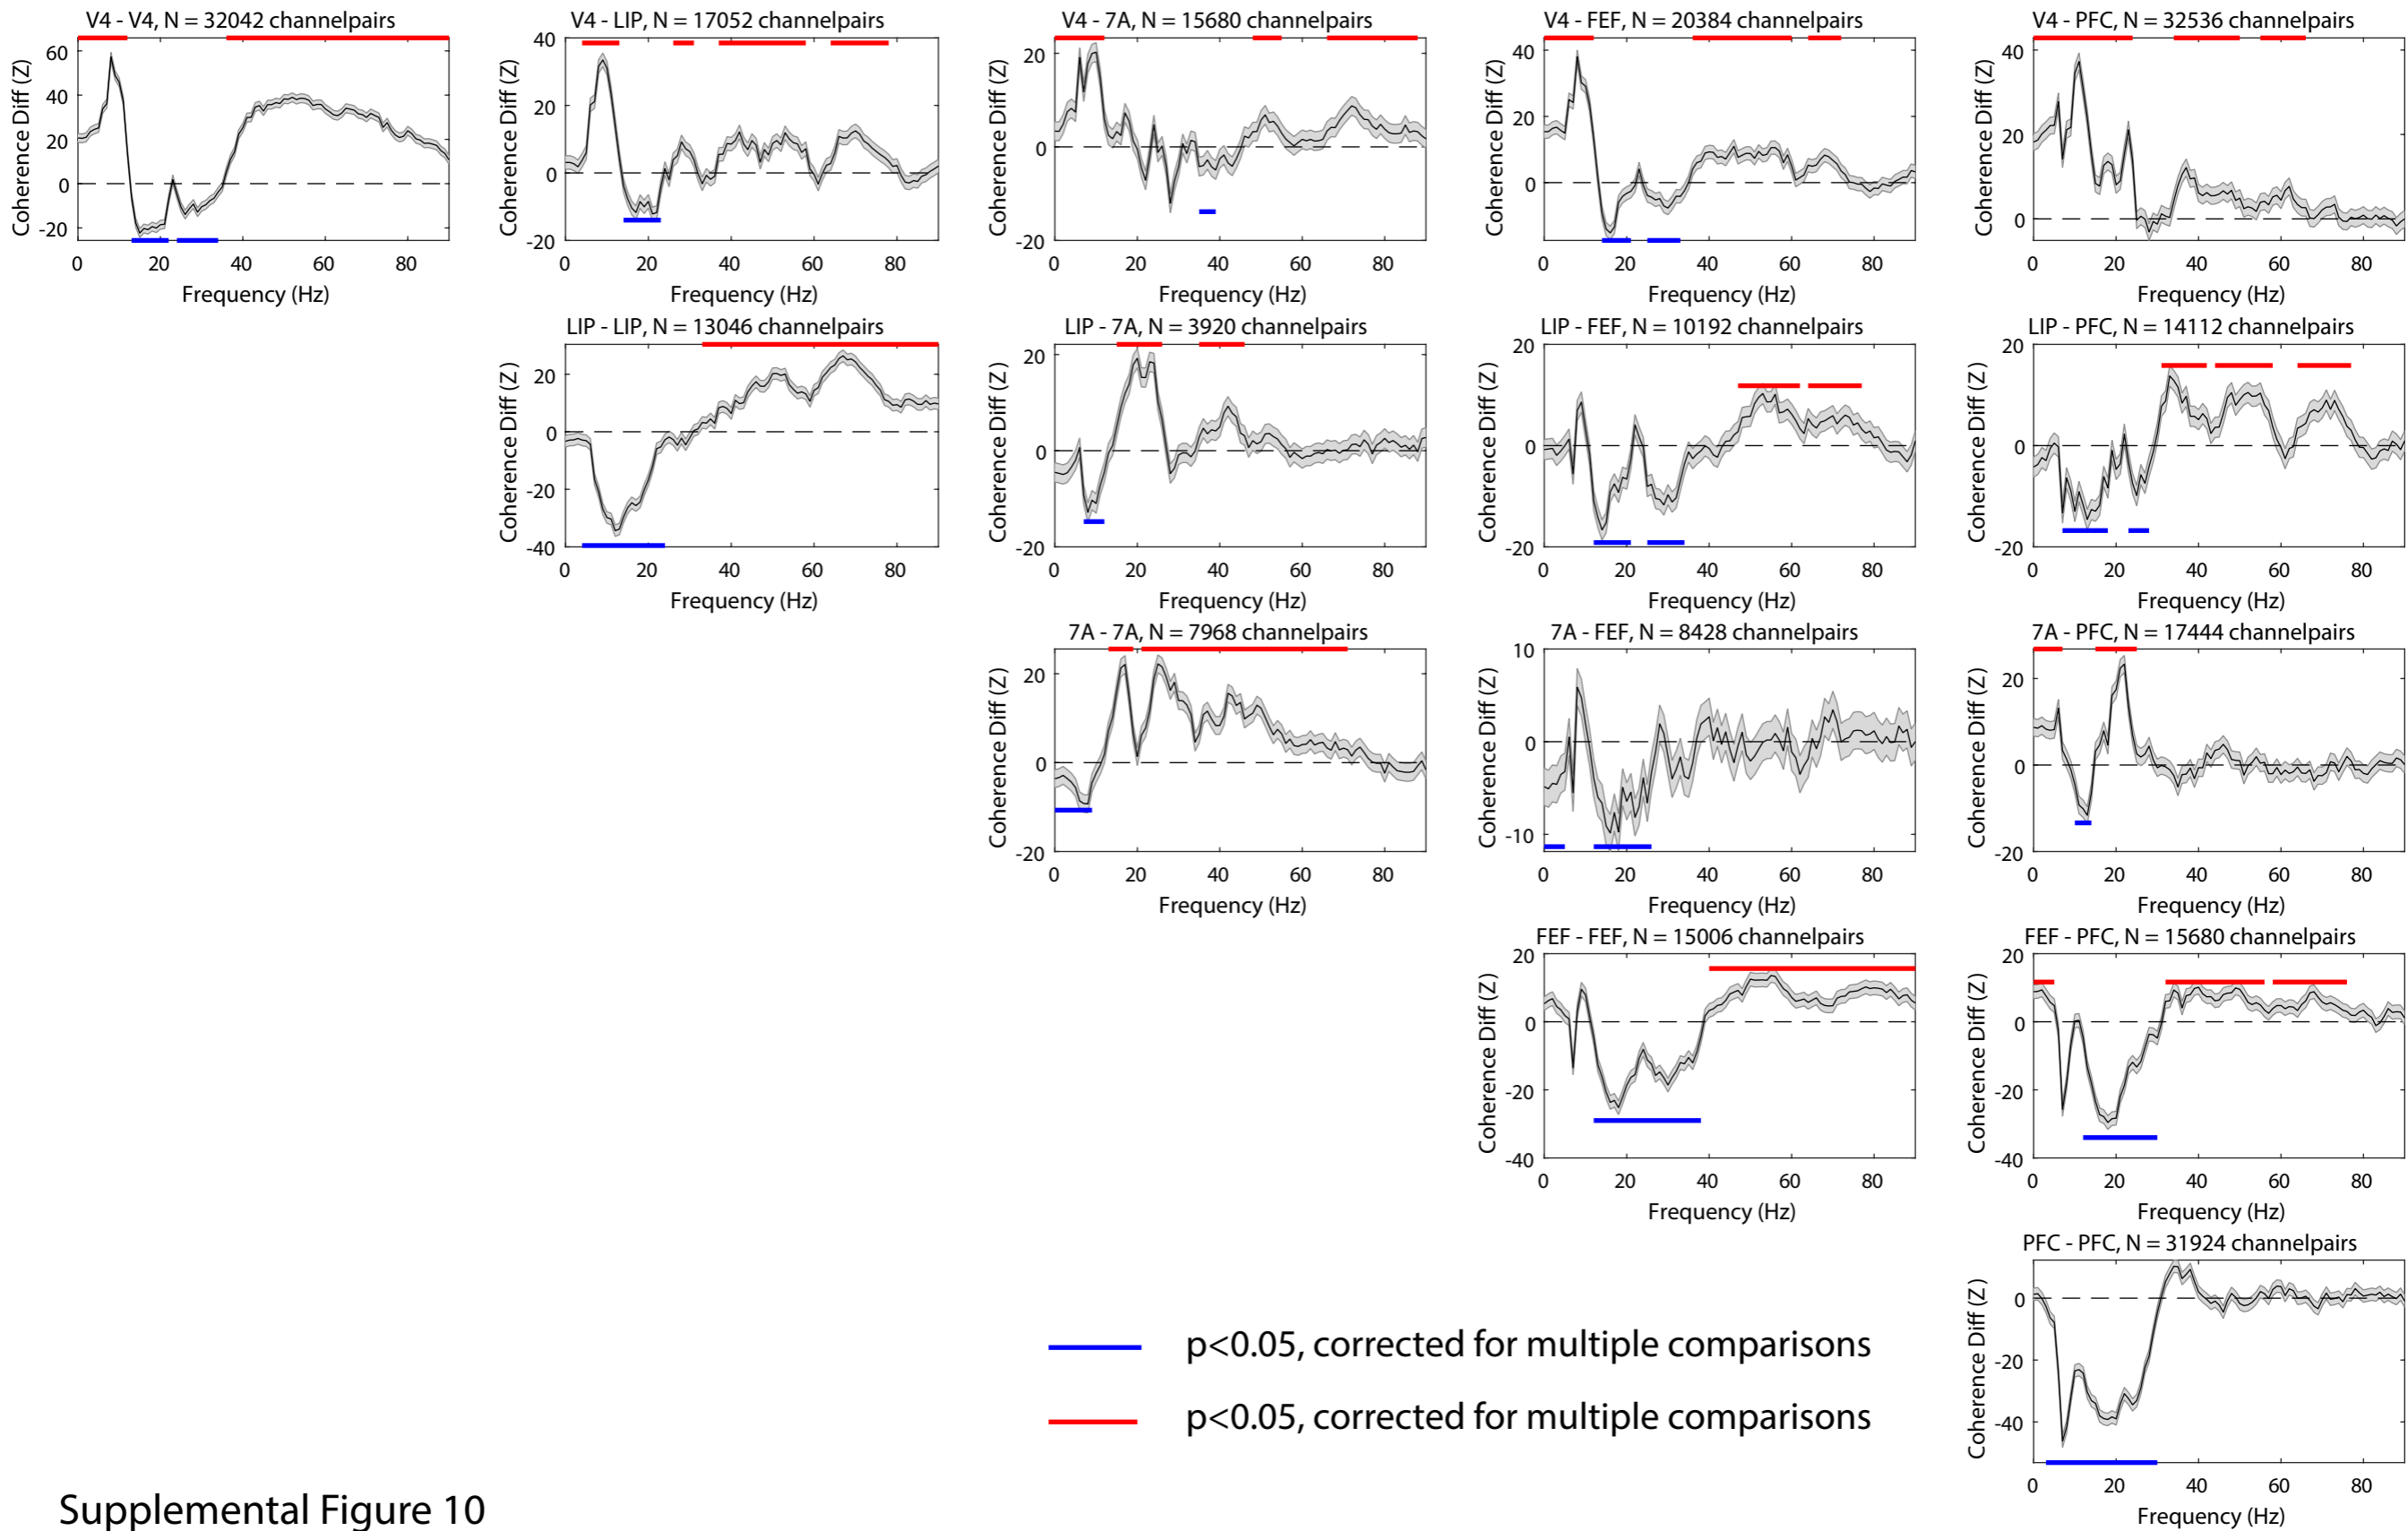 V4 - V4, N = 32042 channelpairs
Coherence Diff (Z)
60
40
20
0
-20
0 20 40 60 80
Frequency (Hz)
V4 - LIP, N = 17052 channelpairs
Coherence Diff (Z)
40
20
0
-20
0 20 40 60 80
Frequency (Hz)
V4 - 7A, N = 15680 channelpairs
Coherence Diff (Z)
20
0
-20
0 20 40 60 80
Frequency (Hz)
V4 - FEF, N = 20384 channelpairs
Coherence Diff (Z)
40
20
0
0 20 40 60 80
Frequency (Hz)
V4 - PFC, N = 32536 channelpairs
Coherence Diff (Z)
40
20
0
0 20 40 60 80
Frequency (Hz)
LIP - LIP, N = 13046 channelpairs
Coherence Diff (Z )
20
0
-20
-40
0 20 40 60 80
Frequency (Hz)
LIP - 7A, N = 3920 channelpairs
Coherence Diff (Z)
20
0
-20
0 20 40 60 80
Frequency (Hz)
LIP - FEF, N = 10192 channelpairs
Coherence Diff (Z)
20
0
-20
0 20 40 60 80
Frequency (Hz)
LIP - PFC, N = 14112 channelpairs
Coherence Diff (Z)
20
0
-20
0 20 40 60 80
Frequency (Hz)
7A - 7A, N = 7968 channelpairs
Coherence Diff (Z)
20
0
-20
0 20 40 60 80
Frequency (Hz)
7A - FEF, N = 8428 channelpairs
Coherence Diff (Z)
10
0
-10
0 20 40 60 80
Frequency (Hz)
7A - PFC, N = 17444 channelpairs
Coherence Diff (Z)
20
0
-20
0 20 40 60 80
Frequency (Hz)
FEF - FEF, N = 15006 channelpairs
Coherence Diff (Z)
20
0
-20
-40
0 20 40 60 80
Frequency (Hz)
FEF - PFC, N = 15680 channelpairs
Coherence Diff (Z)
20
0
-20
-40
0 20 40 60 80
Frequency (Hz)
PFC - PFC, N = 31924 channelpairs
Coherence Diff (Z)
0
-20
-40
0 20 40 60 80
Frequency (Hz)
p<0.05, corrected for multiple comparisons
p<0.05, corrected for multiple comparisons
Supplemental Figure 10